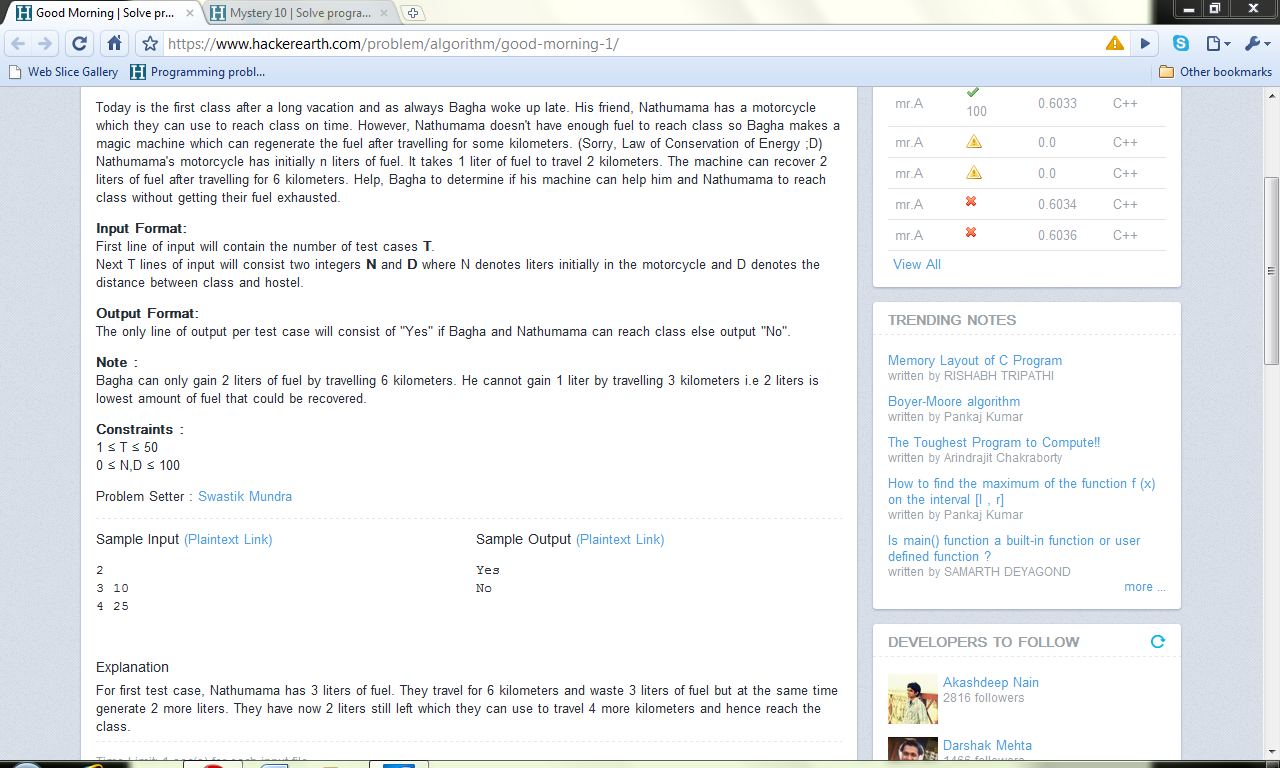 Good Morning | Solve pr...
Mystery 10 | Solve progra...
https://www.hackerearth.com/problem/algorithm/good-morning-1/
Web Slice Gallery
Programming probl...
Other bookmarks
Today is the first class after a long vacation and as always Bagha woke up late. His friend, Nathumama has a motorcycle
which they can use to reach class on time. However, Nathumama doesn't have enough fuel to reach class so Bagha makes a
magic machine which can regenerate the fuel after travelling for some kilometers. (Sorry, Law of Conservation of Energy ;D)
Nathumama's motorcycle has initially n liters of fuel. It takes 1 liter of fuel to travel 2 kilometers. The machine can recover 2
liters of fuel after travelling for 6 kilometers. Help, Bagha to determine if his machine can help him and Nathumama to reach
class without getting their fuel exhausted.
Input Format:
First line of input will contain the number of test cases T.
Next T lines of input will consist two integers N and D where N denotes liters initially in the motorcycle and D denotes the
distance between class and hostel.
Output Format:
The only line of output per test case will consist of "Yes" if Bagha and Nathumama can reach class else output "No".
Note :
Bagha can only gain 2 liters of fuel by travelling 6 kilometers. He cannot gain 1 liter by travelling 3 kilometers i.e 2 liters is
lowest amount of fuel that could be recovered.
Constraints :
1 ≤ T ≤ 50
0 ≤ N,D ≤ 100
Problem Setter : Swastik Mundra
Sample Input (Plaintext Link)
2
3 10
4 25
Sample Output (Plaintext Link)
Yes
No
Explanation
For first test case, Nathumama has 3 liters of fuel. They travel for 6 kilometers and waste 3 liters of fuel but at the same time
generate 2 more liters. They have now 2 liters still left which they can use to travel 4 more kilometers and hence reach the
class.
mr.A 100 0.6033 C++
mr.A 0.0 C++
mr.A 0.0 C++
mr.A 0.6034 C++
mr.A 0.6036 C++
View All
TRENDING NOTES
Memory Layout of C Program
written by RISHABH TRIPATHI
Boyer-Moore algorithm
written by Pankaj Kumar
The Toughest Program to Compute!!
written by Arindrajit Chakraborty
How to find the maximum of the function f (x)
on the interval [l , r]
written by Pankaj Kumar
Is main() function a built-in function or user
defined function ?
written by SAMARTH DEYAGOND
more ...
DEVELOPERS TO FOLLOW
Akashdeep Nain
2816 followers
Darshak Mehta